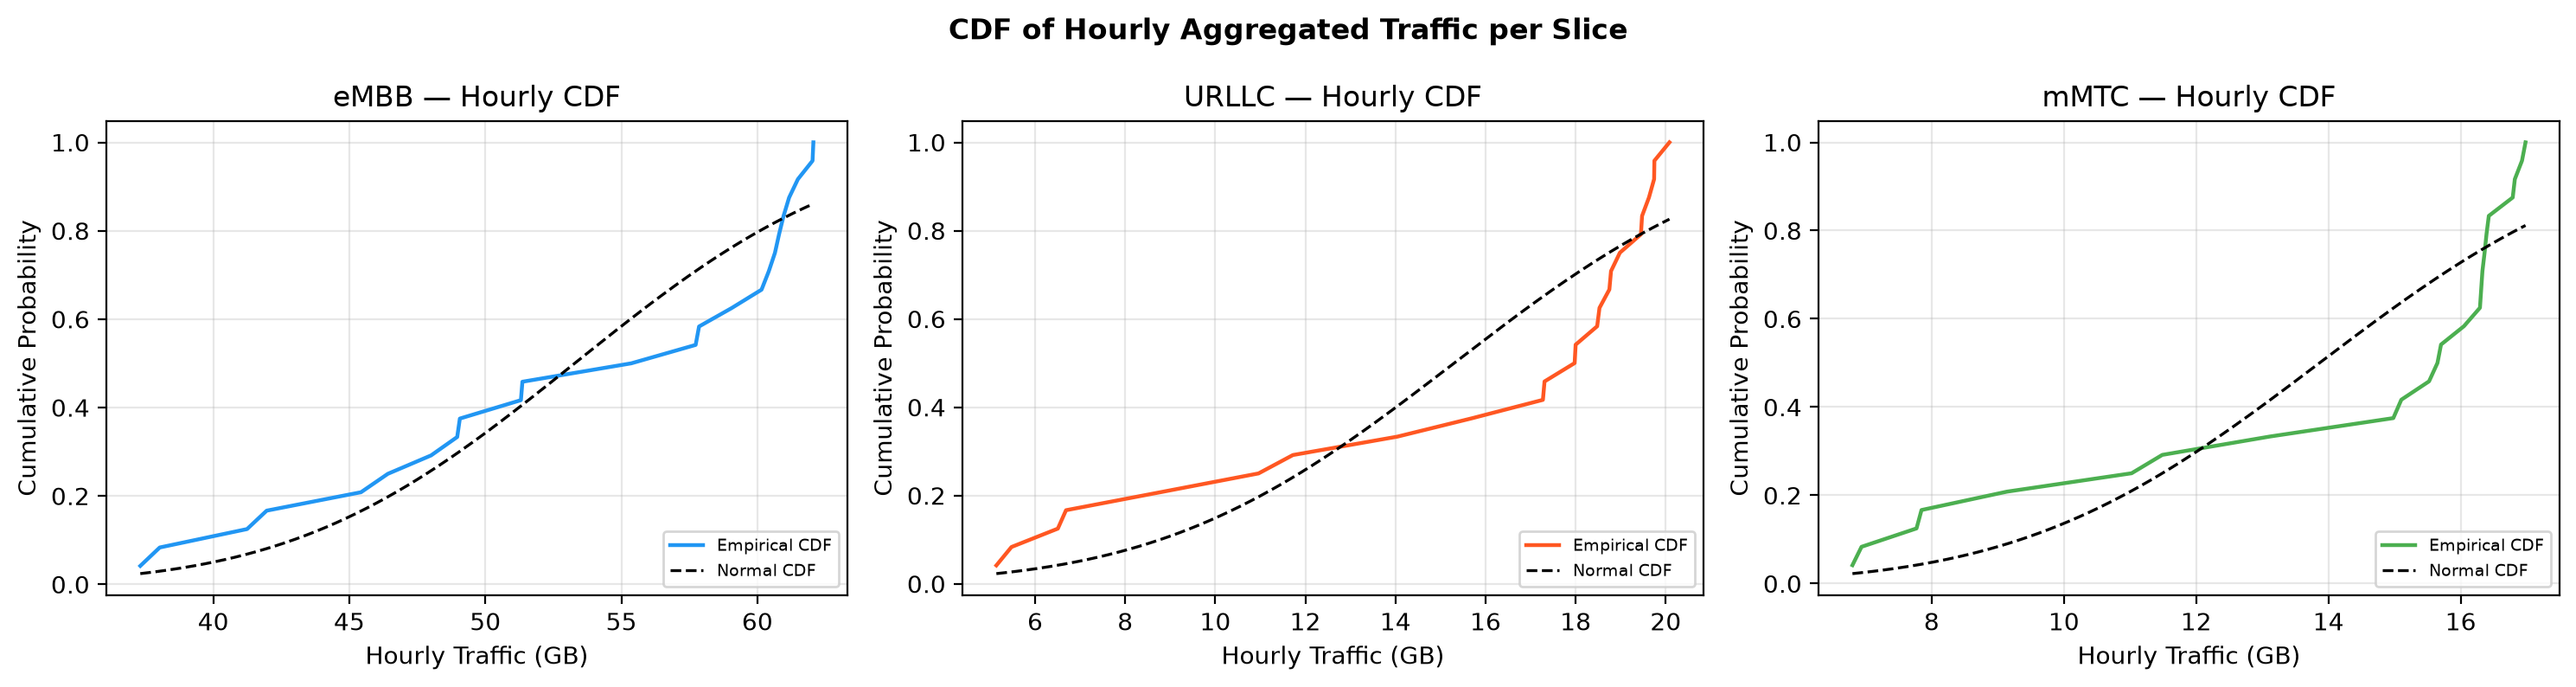 CDF of Hourly Aggregated Traffic per Slice
eMBB — Hourly CDF
Cumulative Probability
1.0
0.8
0.6
0.4
0.2
0.0
40 45 50 55 60
Hourly Traffic (GB)
Empirical CDF
Normal CDF
URLLC — Hourly CDF
Cumulative Probability
1.0
0.8
0.6
0.4
0.2
0.0
6 8 10 12 14 16 18 20
Hourly Traffic (GB)
Empirical CDF
Normal CDF
mMTC — Hourly CDF
Cumulative Probability
1.0
0.8
0.6
0.4
0.2
0.0
8 10 12 14 16
Hourly Traffic (GB)
Empirical CDF
Normal CDF